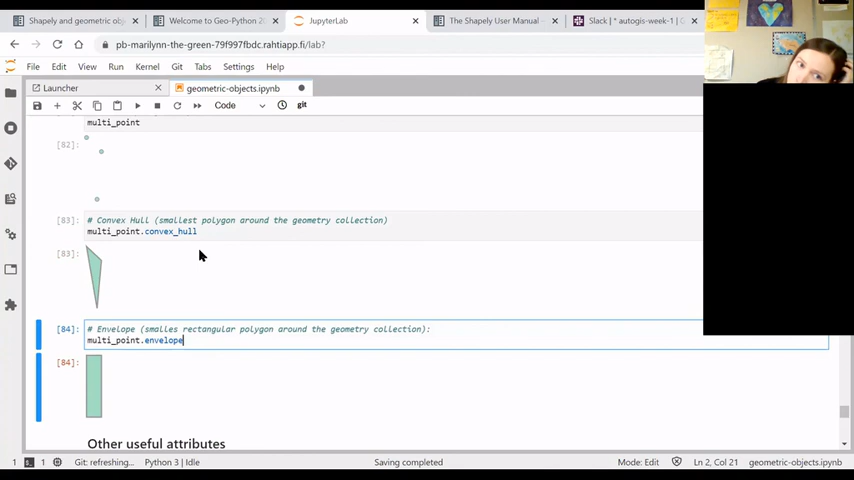 Shapely and geometric obj
Welcome to Geo-Python 20
JupyterLab
The Shapely User Manual —
Slack | * autogis-week-1 | G
pb-marilynn-the-green-79f997fbdc.rahtiapp.fi/lab?
File Edit View Run Kernel Git Tabs Settings Help
Launcher
geometric-objects.ipynb
Code
git
multi_point
[82]:
[83]: # Convex Hull (smallest polygon around the geometry collection)
multi_point.convex_hull
[83]:
[84]: # Envelope (smalles rectangular polygon around the geometry collection):
multi_point.envelope
[84]:
Other useful attributes
14 1 Git: refreshing... Python 3 | Idle Saving completed Mode: Edit Ln 2, Col 21 geometric-objects.ipynb